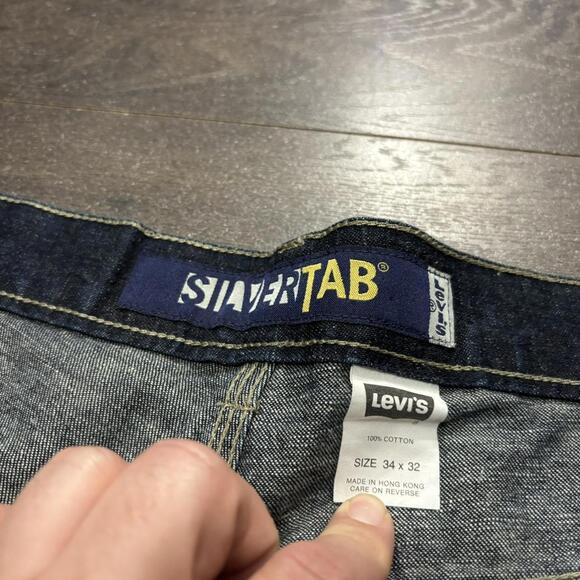 SILVERTAB®
LEVI'S
®
LEVI'S
100% COTTON
SIZE 34 x 32
MADE IN HONG KONG
CARE ON REVERSE